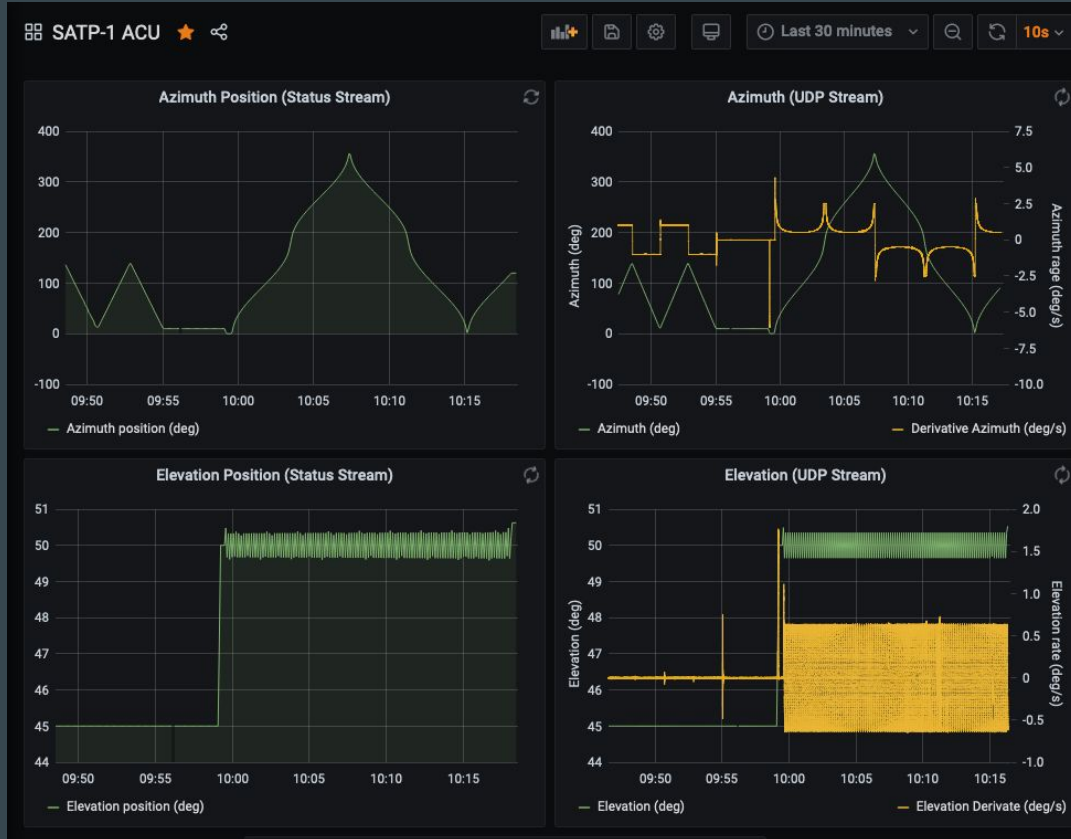 SATP-1 ACU
Last 30 minutes
10s
Azimuth Position (Status Stream)
400
300
200
100
0
-100
09:50 09:55 10:00 10:05 10:10 10:15
Azimuth position (deg)
Azimuth (UDP Stream)
400
300
200
100
0
-100
Azimuth (deg)
7.5
5.0
2.5
0
-2.5
-5.0
-7.5
-10.0
Azimuth rage (deg/s)
09:50 09:55 10:00 10:05 10:10 10:15
Azimuth (deg) Derivative Azimuth (deg/s)
Elevation Position (Status Stream)
51
50
49
48
47
46
45
44
09:50 09:55 10:00 10:05 10:10 10:15
Elevation position (deg)
Elevation (UDP Stream)
51
50
49
48
47
46
45
44
Elevation (deg)
2.0
1.5
1.0
0.5
0
-0.5
-1.0
Elevation rate (deg/s)
09:50 09:55 10:00 10:05 10:10 10:15
Elevation (deg) Elevation Derivate (deg/s)